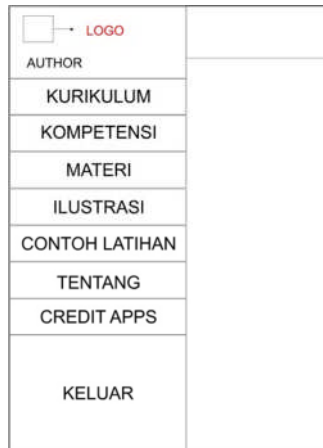 LOGO
AUTHOR
KURIKULUM
KOMPETENSI
MATERI
ILUSTRASI
CONTOH LATIHAN
TENTANG
CREDIT APPS
KELUAR